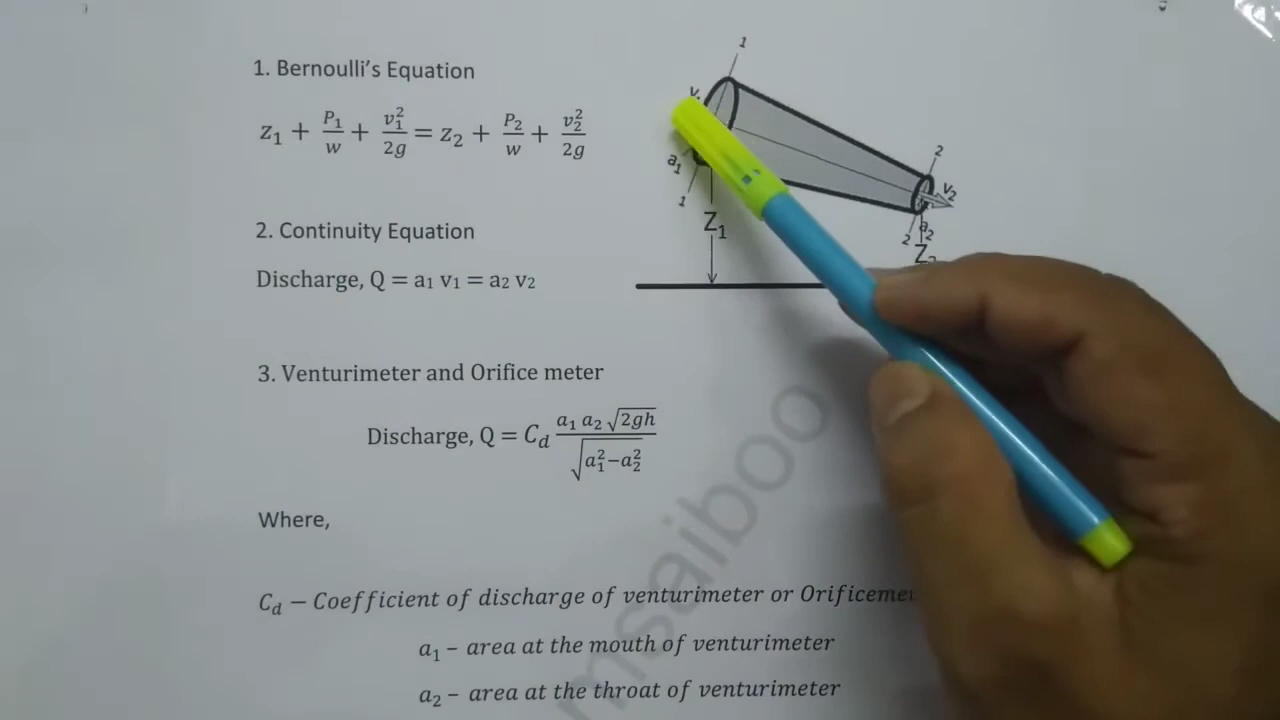 1. Bernoulli's Equation
z₁ + P₁/w + v₁²/2g = z₂ + P₂/w + v₂²/2g
2. Continuity Equation
Discharge, Q = a₁ v₁ = a₂ v₂
3. Venturimeter and Orifice meter
Discharge, Q = C_d a₁ a₂ √2gh / √a₁²−a₂²
Where,
C_d − Coefficient of discharge of venturimeter or
a₁ − area at the mouth of venturimeter
a₂ − area at the throat of venturimeter
1
a₁
1
Z₁
2
v₂
a₂
2
msaiboo